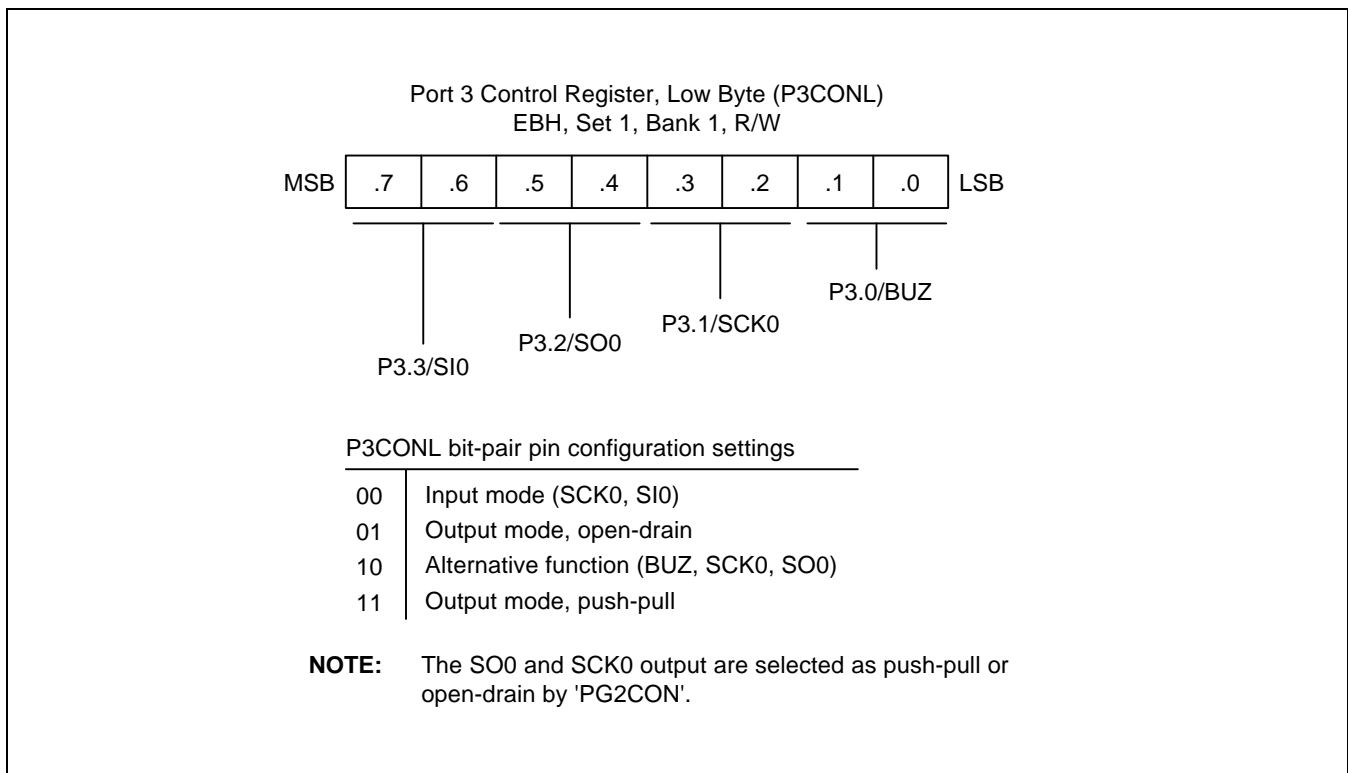 Port 3 Control Register, Low Byte (P3CONL)
EBH, Set 1, Bank 1, R/W
MSB .7 .6 .5 .4 .3 .2 .1 .0 LSB
P3.0/BUZ
P3.1/SCK0
P3.2/SO0
P3.3/SI0
P3CONL bit-pair pin configuration settings
00 Input mode (SCK0, SI0)
01 Output mode, open-drain
10 Alternative function (BUZ, SCK0, SO0)
11 Output mode, push-pull
NOTE: The SO0 and SCK0 output are selected as push-pull or
open-drain by 'PG2CON'.